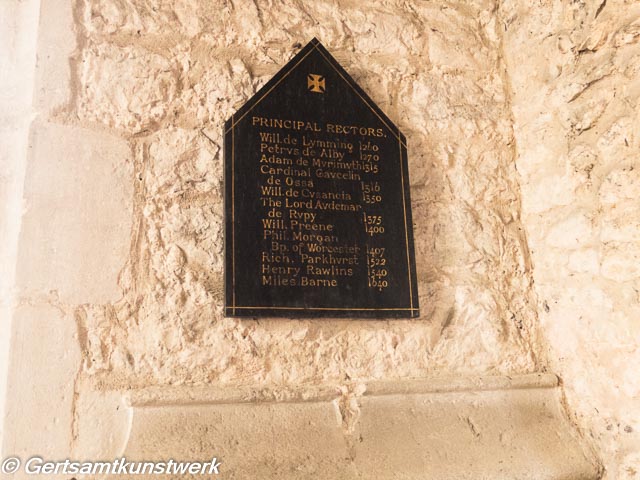 PRINCIPAL RECTORS.
Will. de Lymming 1260
Petrvs de Alby 1270
Adam de Myrimvth 1315
Cardinal Gavcelin
de Ossa 1316
Will. de Cvsancia 1350
The Lord Avdemar
de Rvpy 1375
Will. Preene 1400
Phil. Morgan
Bp. of Worcester 1407
Rich. Parkhvrst 1522
Henry Rawlins 1540
Miles Barne 1640
© Gertsamtkunstwerk